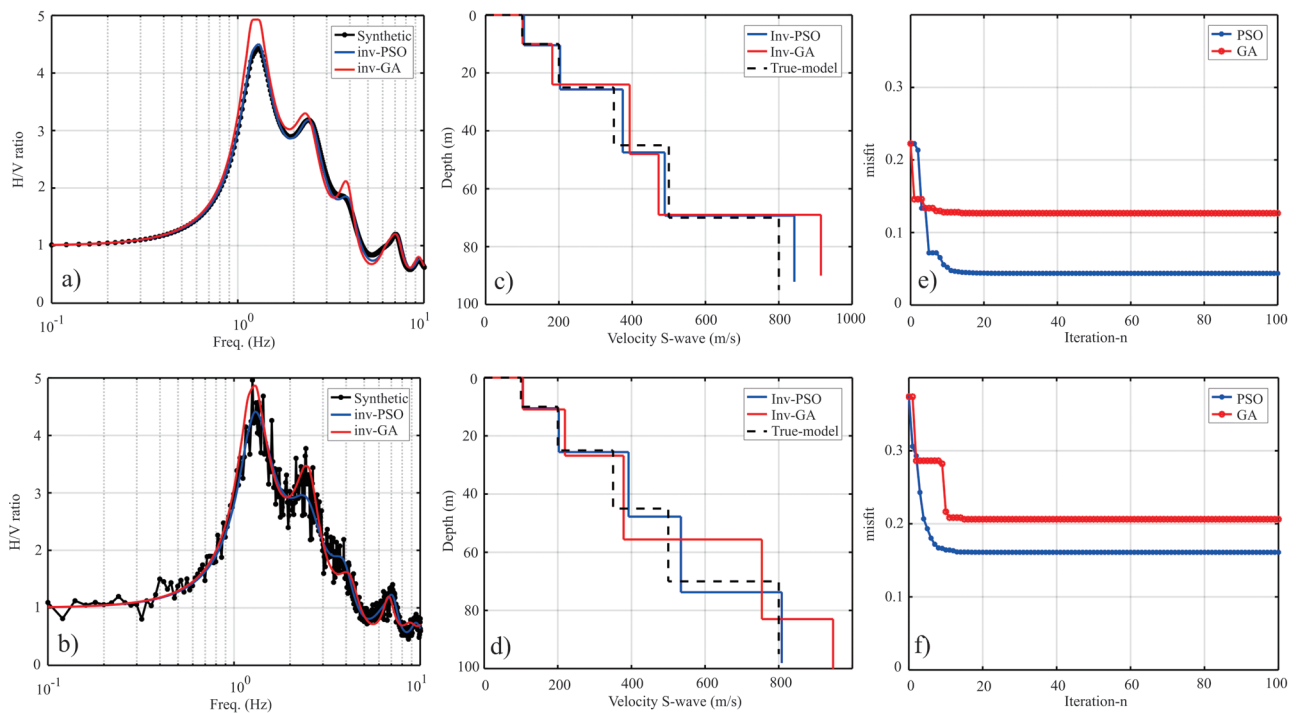 5
4
3
2
1
0
H/V ratio
Synthetic
inv-PSO
inv-GA
a)
10-1
100
101
Freq. (Hz)
0
20
40
60
80
100
Depth (m)
Inv-PSO
Inv-GA
True-model
c)
0
200
400
600
800
1000
Velocity S-wave (m/s)
0.3
0.2
0.1
0
misfit
PSO
GA
e)
0
20
40
60
80
100
Iteration-n
5
4
3
2
1
0
H/V ratio
Synthetic
inv-PSO
inv-GA
b)
10-1
100
101
Freq. (Hz)
0
20
40
60
80
100
Depth (m)
Inv-PSO
Inv-GA
True-model
d)
0
200
400
600
800
1000
Velocity S-wave (m/s)
0.3
0.2
0.1
0
misfit
PSO
GA
f)
0
20
40
60
80
100
Iteration-n